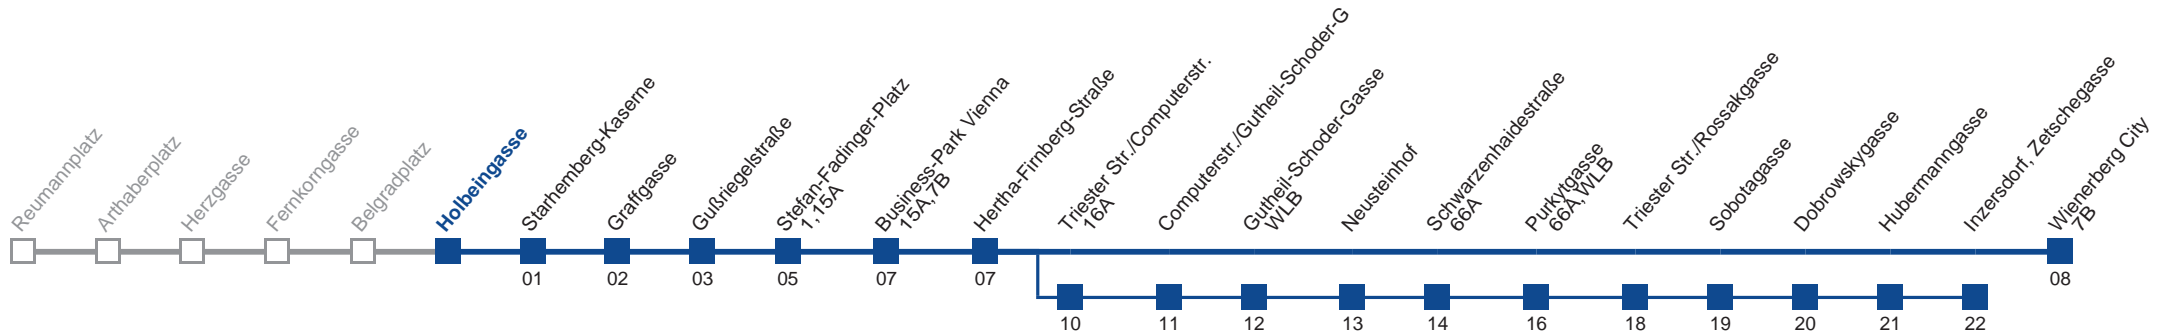 Reumannplatz
Arthaberplatz
Herzgasse
Fernkorngasse
Belgradplatz
Holbeingasse
Starhemberg-Kaserne
Graffgasse
Gußriegelstraße
Stefan-Fadinger-Platz
1,15A
Business-Park Vienna
15A,7B
Hertha-Firnberg-Straße
Triester Str./Computerstr.
16A
Computerstr./Gutheil-Schoder-G
Gutheil-Schoder-Gasse
WLB
Neusteinhof
Schwarzenhaidestraße
66A
Purkytgasse
66A,WLB
Triester Str./Rossakgasse
Sobotagasse
Dobrowskygasse
Hubermanngasse
Inzersdorf, Zetschegasse
Wienerberg City
7B
01 02 03 05 07 07 08
10 11 12 13 14 16 18 19 20 21 22